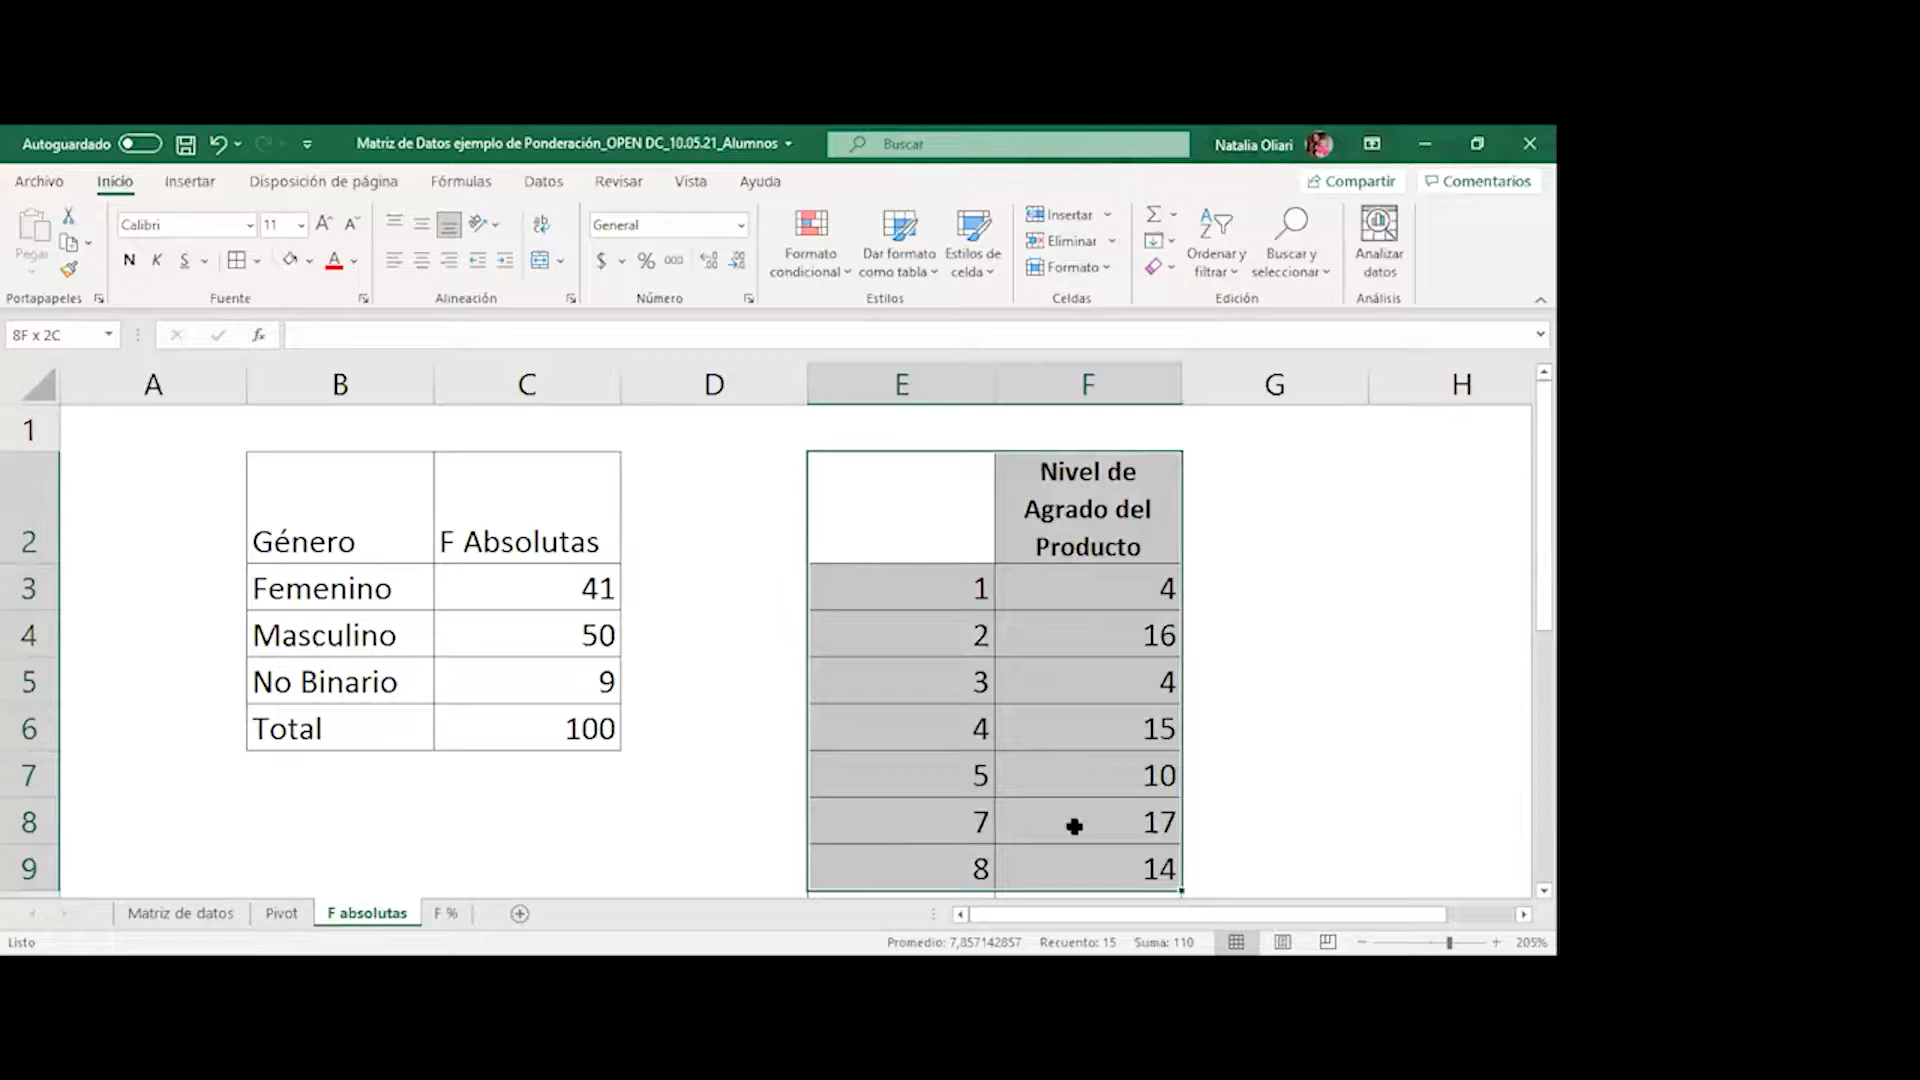 Autoguardado
Matriz de Datos ejemplo de Ponderación_OPEN DC_10.05.21_Alumnos
Buscar
Natalia Oliari
Archivo Inicio Insertar Disposición de página Fórmulas Datos Revisar Vista Ayuda
Compartir Comentarios
Pegar
Calibri 11
N K S
General
$ % 000
Formato condicional
Dar formato como tabla
Estilos de celda
Insertar
Eliminar
Formato
Ordenar y filtrar
Buscar y seleccionar
Analizar datos
Portapapeles Fuente Alineación Número Estilos Celdas Edición Análisis
8F x 2C fx
A B C D E F G H
1
2
Género F Absolutas
Nivel de
Agrado del
Producto
3 Femenino 41 1 4
4 Masculino 50 2 16
5 No Binario 9 3 4
6 Total 100 4 15
7 5 10
8 7 17
9 8 14
Matriz de datos Pivot F absolutas F %
Listo
Promedio: 7,857142857 Recuento: 15 Suma: 110
205%